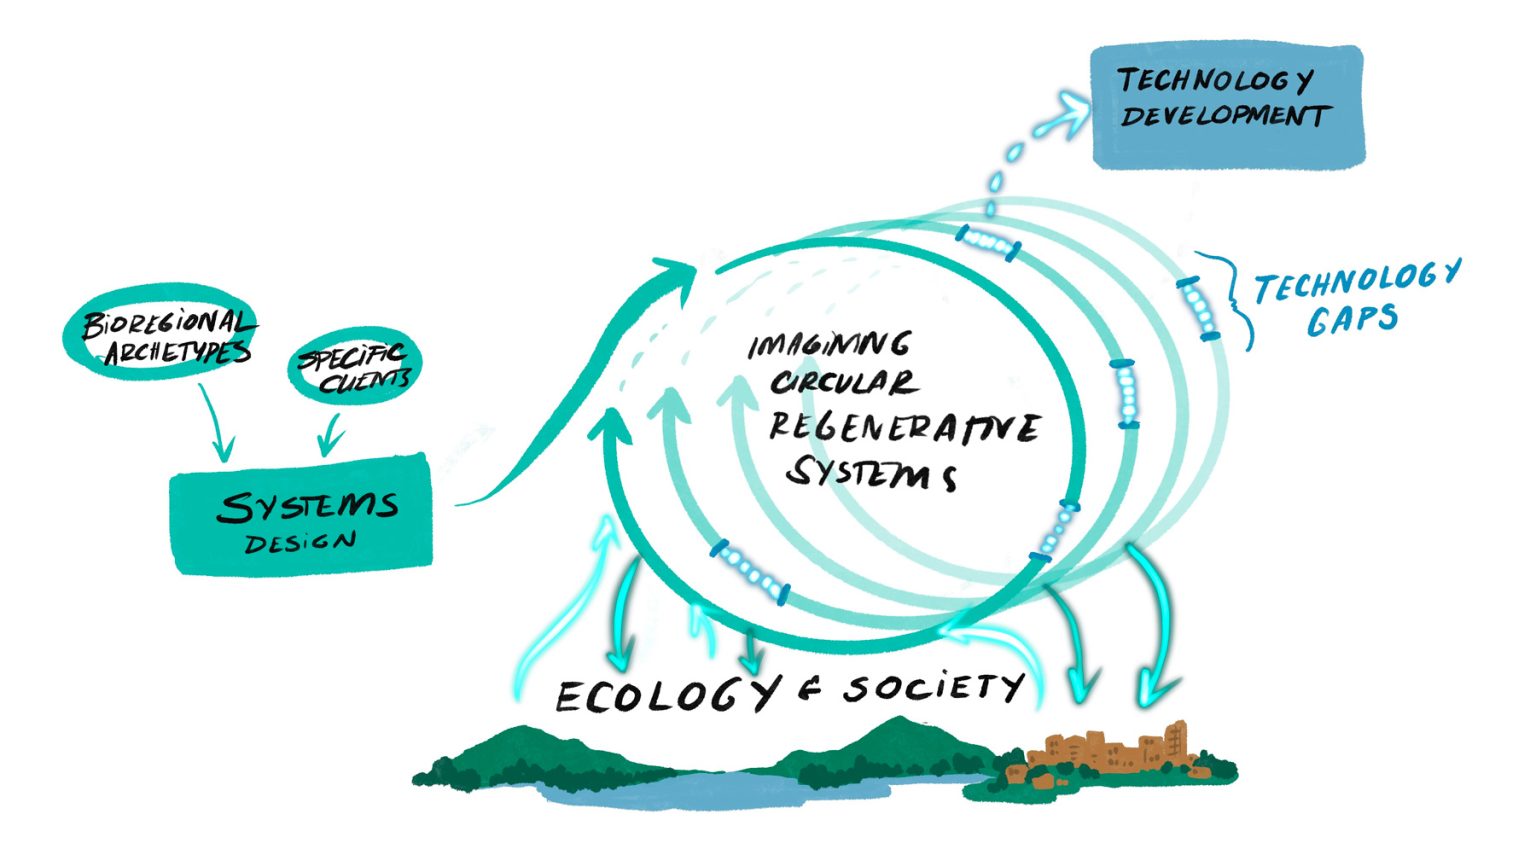 TECHNOLOGY
DEVELOPMENT
TECHNOLOGY
GAPS
BIOREGIONAL
ARCHETYPES
SPECIFIC
CLIENTS
SYSTEMS
DESIGN
IMAGINING
CIRCULAR
REGENERATIVE
SYSTEMS
ECOLOGY & SOCIETY